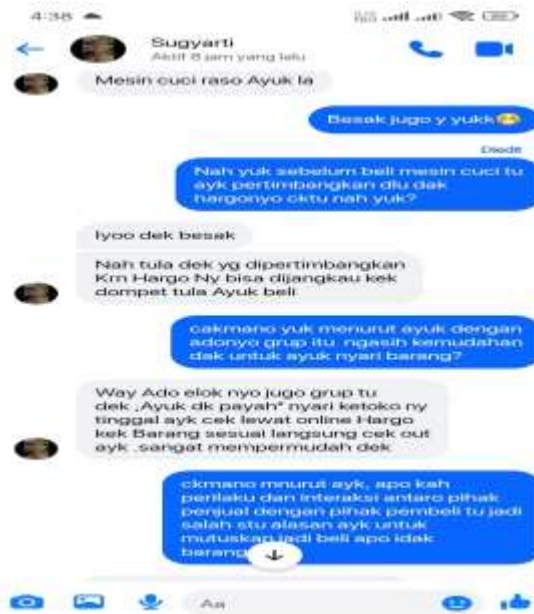 4:38
Sugyarti
Aktif 8 jam yang lalu
Mesin cuci raso Ayuk la
Besak jugo y yukk
Diedit
Nah yuk sebelum beli mesin cuci tu
ayk pertimbangkan dlu dak
hargonyo cktu nah yuk?
Iyoo dek besak
Nah tula dek yg dipertimbangkan
Krn Hargo Ny bisa dijangkau kek
dompet tula Ayuk beli
cakmano yuk menurut ayuk dengan
adonyo grup itu ngasih kemudahan
dak untuk ayuk nyari barang?
Way Ado elok nyo jugo grup tu
dek ,Ayuk dk payah" nyari ketoko ny
tinggal ayk cek lewat online Hargo
kek Barang sesuai langsung cek out
ayk .sangat mempermudah dek
ckmano mnurut ayk, apo kah
perilaku dan interaksi antaro pihak
penjual dengan pihak pembeli tu jadi
salah stu alasan ayk untuk
mutuskan jadi beli apo idak
barang
Aa